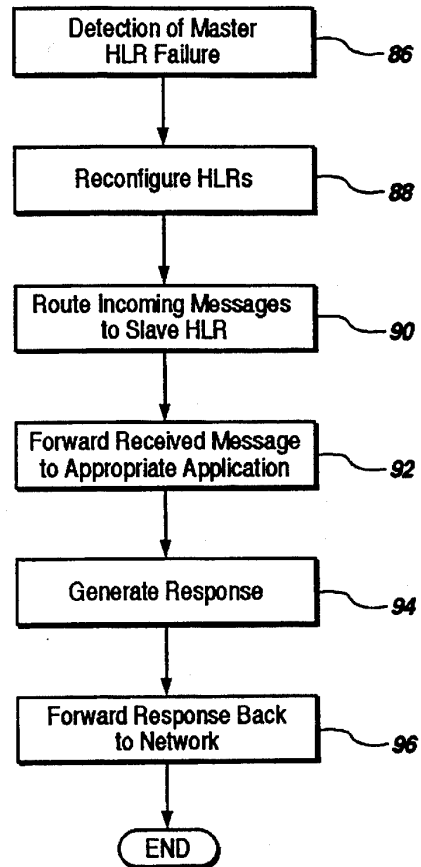 Detection of Master
HLR Failure
86
Reconfigure HLRs
88
Route Incoming Messages
to Slave HLR
90
Forward Received Message
to Appropriate Application
92
Generate Response
94
Forward Response Back
to Network
96
END